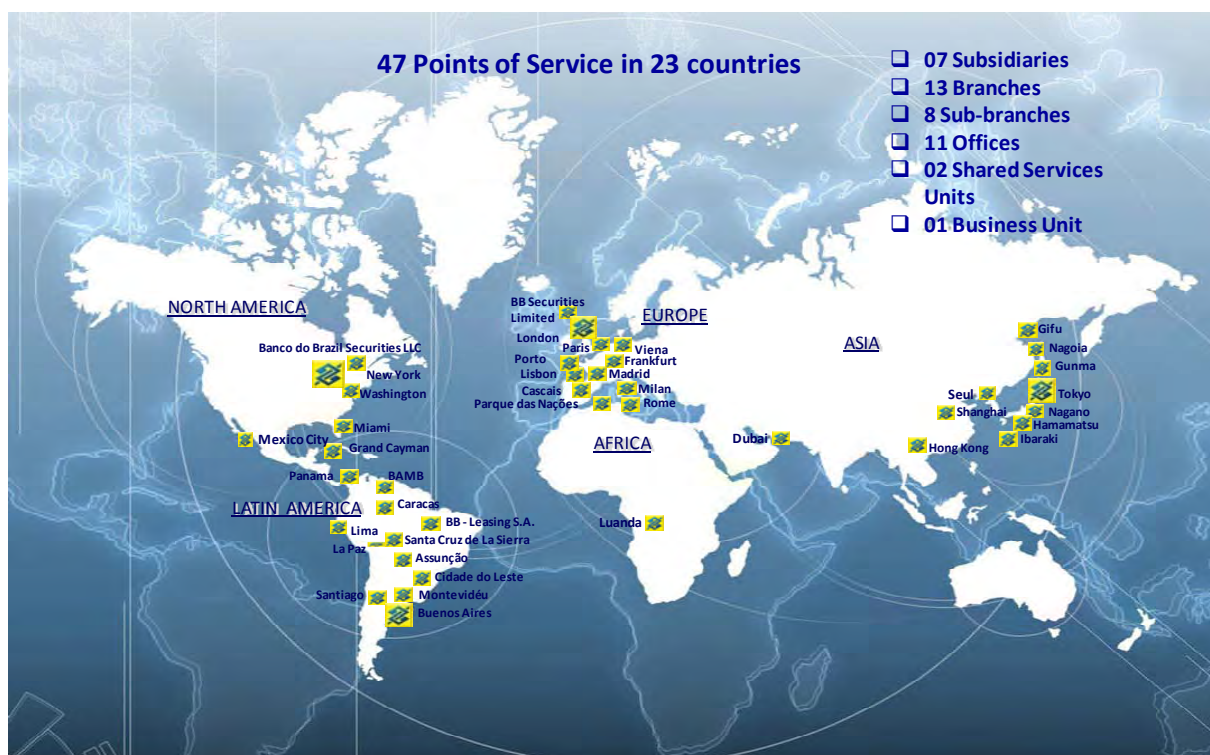 47 Points of Service in 23 countries
07 Subsidiaries
13 Branches
8 Sub-branches
11 Offices
02 Shared Services
Units
01 Business Unit
NORTH AMERICA
Banco do Brazil Securities LLC
New York
Washington
Miami
Mexico City
Grand Cayman
Panama
BAMB
LATIN AMERICA
Caracas
BB - Leasing S.A.
Lima
Santa Cruz de La Sierra
La Paz
Assunção
Cidade do Leste
Santiago
Montevidéu
Buenos Aires
EUROPE
BB Securities
Limited
London
Paris
Viena
Porto
Frankfurt
Lisbon
Madrid
Cascais
Milan
Parque das Nações
Rome
AFRICA
Luanda
ASIA
Dubai
Gifu
Nagoia
Gunma
Seul
Tokyo
Shanghai
Nagano
Hamamatsu
Ibaraki
Hong Kong